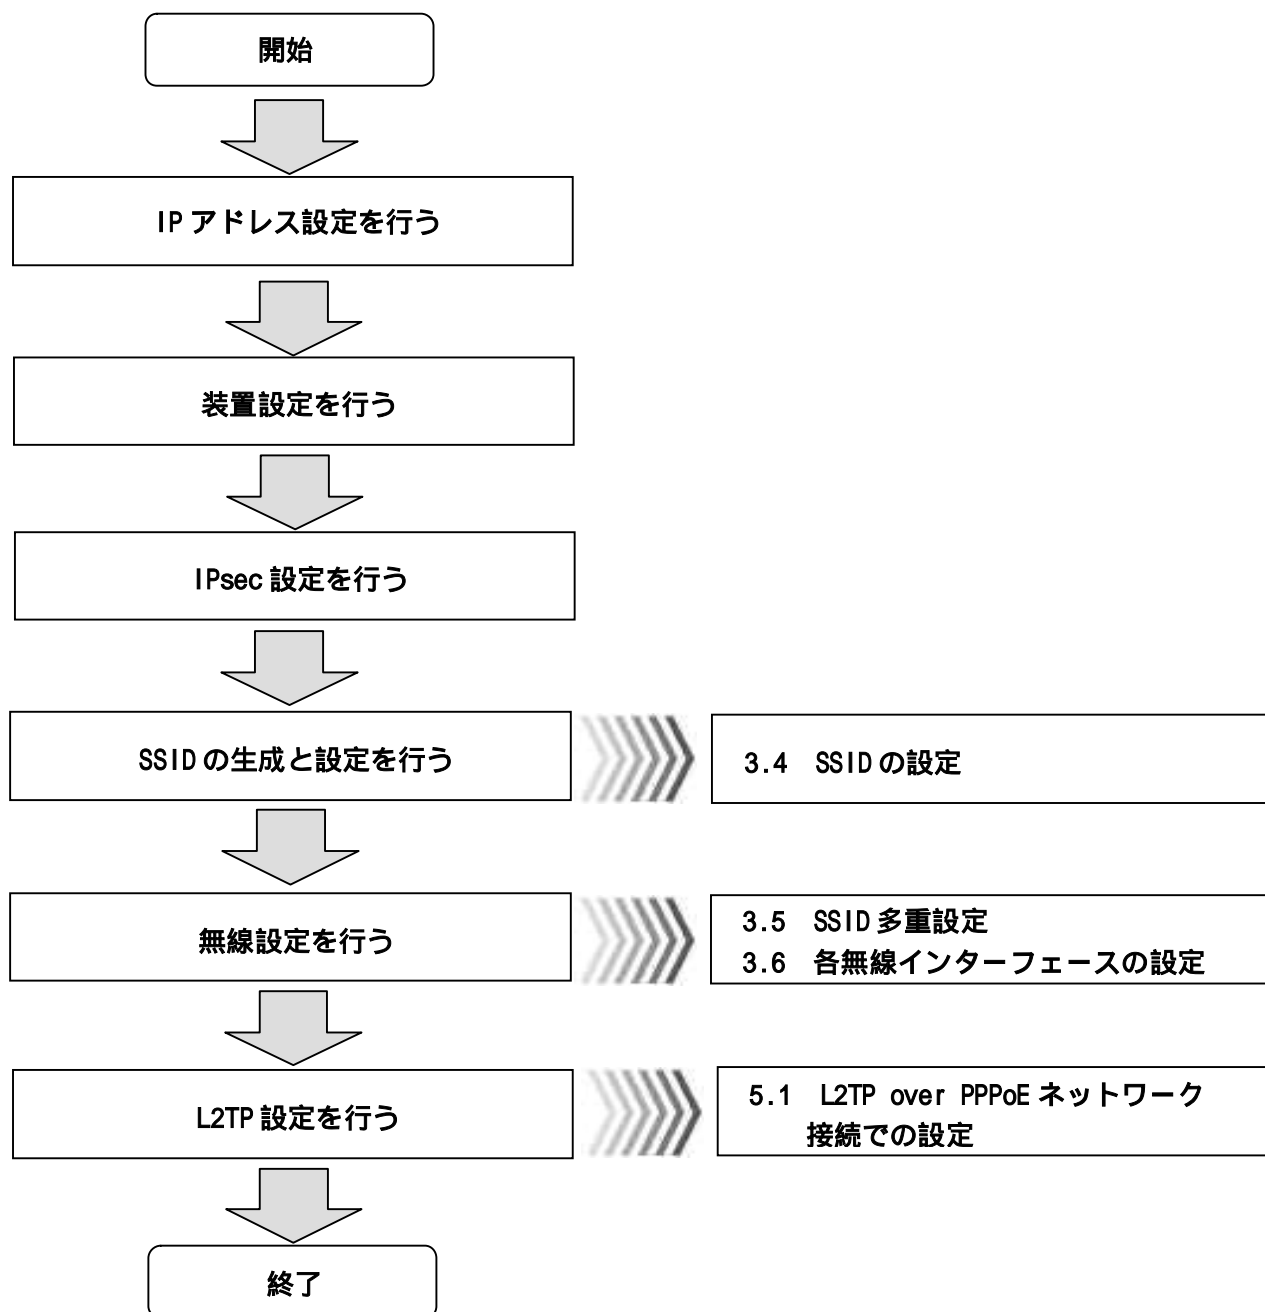 開始
IP アドレス設定を行う
装置設定を行う
IPsec 設定を行う
SSID の生成と設定を行う
3.4 SSID の設定
無線設定を行う
3.5 SSID 多重設定
3.6 各無線インターフェースの設定
L2TP 設定を行う
5.1 L2TP over PPPoE ネットワーク
接続での設定
終了